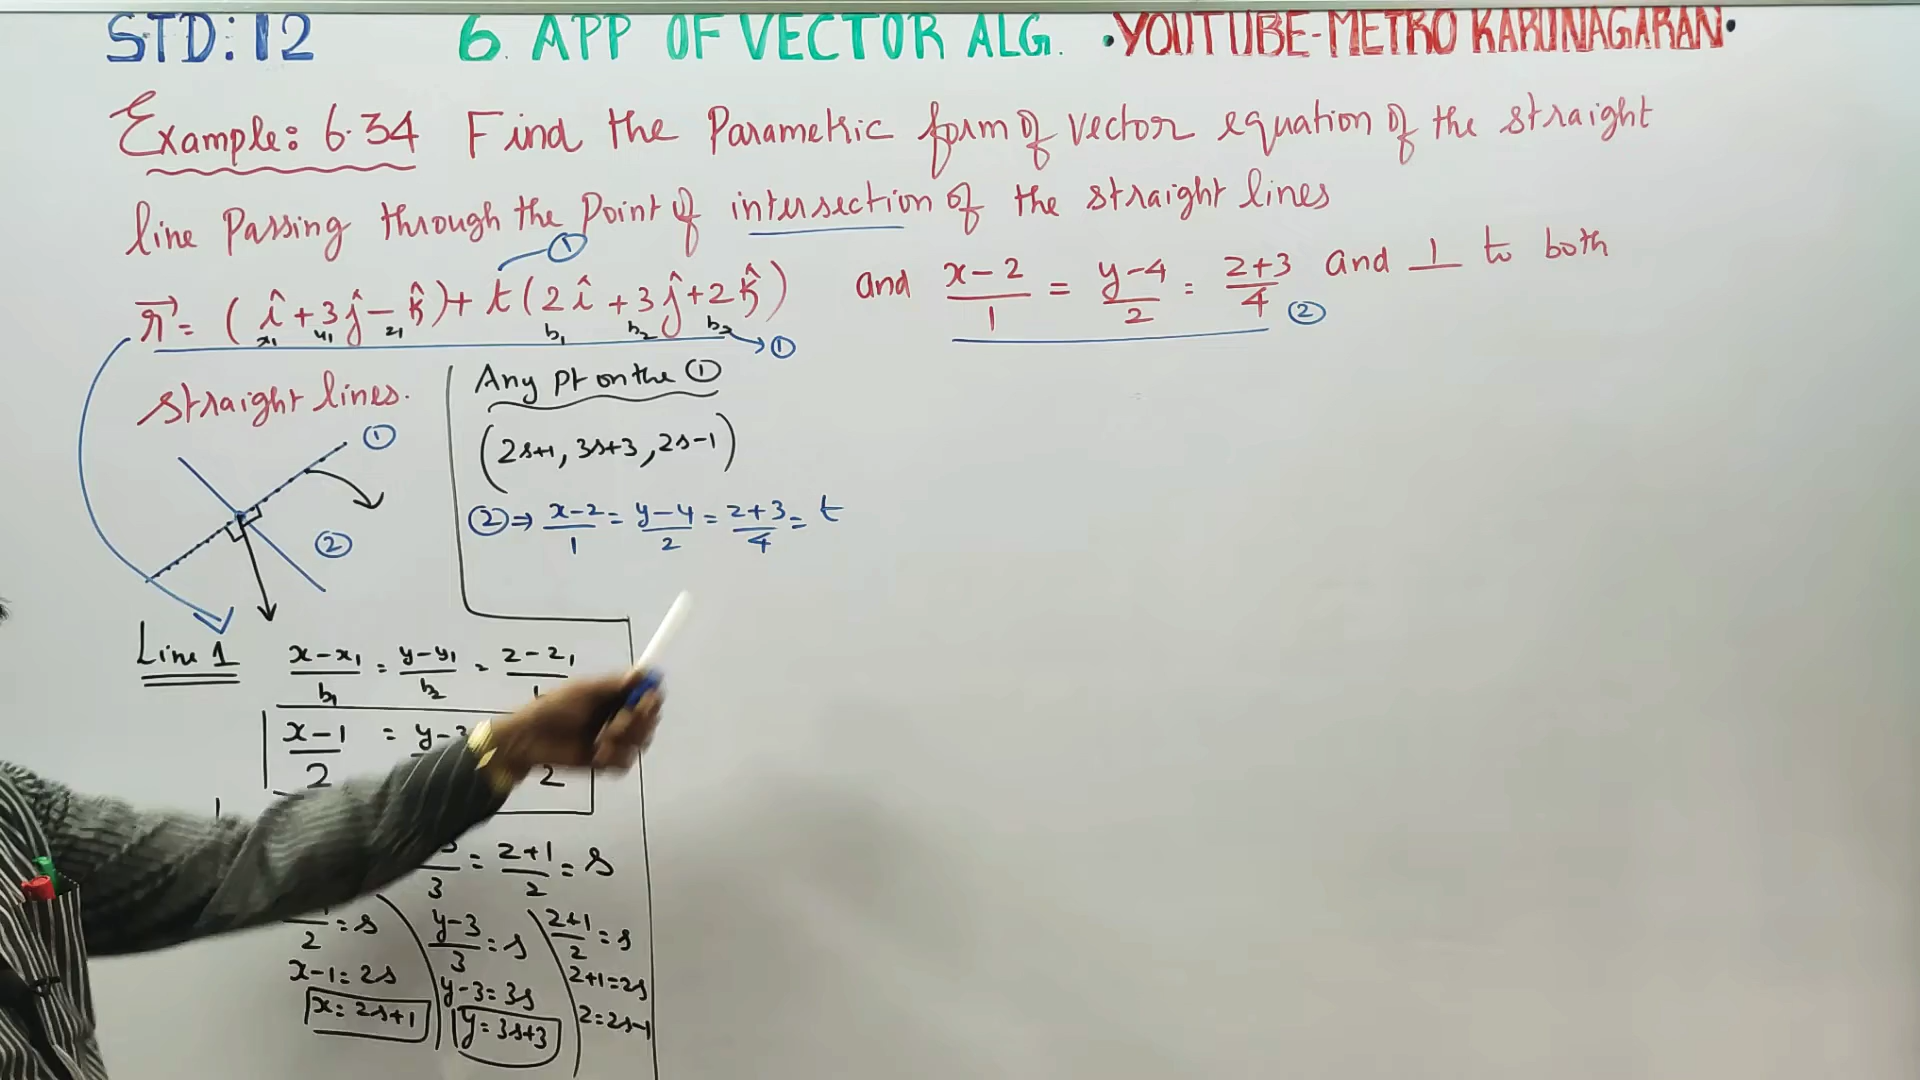 STD: 12 6. APP OF VECTOR ALG. •YOUTUBE-METRO KARUNAGARAN•
Example: 6.34 Find the Parametric form of vector equation of the straight
line Passing through the Point of intersection of the straight lines
①
r⃗ = (î + 3ĵ − k̂) + t (2î + 3ĵ + 2k̂) and x-2/1 = y-4/2 = z+3/4 and ⊥ to both
x₁ y₁ z₁ b₁ b₂ b₃ → ① ②
straight lines.
① ②
Any Pt on the ①
(2s+1, 3s+3, 2s-1)
② ⇒ x-2/1 = y-4/2 = z+3/4 = t
Line 1 x-x₁/b₁ = y-y₁/b₂ = z-z₁
x-1/2 = y-3 2
3 = z+1/2 = s
2 = s y-3/3 = s z+1/2 = s
x-1 = 2s y-3 = 3s z+1 = 2s
x = 2s+1 y = 3s+3 z = 2s-1